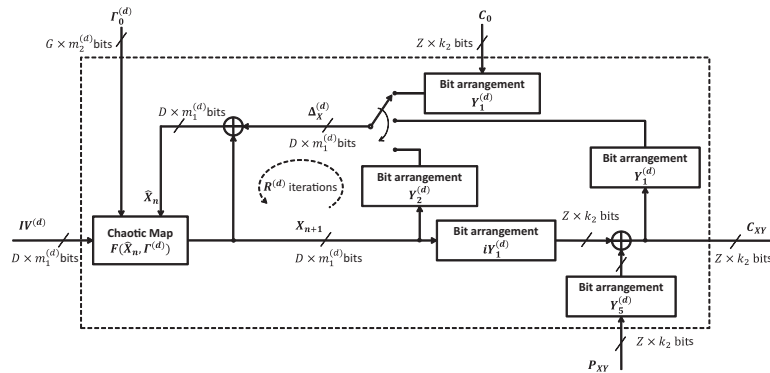 Γ₀⁽ᵈ⁾
G × m₂⁽ᵈ⁾bits
C₀
Z × k₂ bits
Bit arrangement
Y₁⁽ᵈ⁾
D × m₁⁽ᵈ⁾bits
Δ_X⁽ᵈ⁾
D × m₁⁽ᵈ⁾bits
Bit arrangement
Y₁⁽ᵈ⁾
R⁽ᵈ⁾ iterations
Bit arrangement
Y₂⁽ᵈ⁾
X̂ₙ
IV⁽ᵈ⁾
D × m₁⁽ᵈ⁾bits
Chaotic Map
F(X̂ₙ, Γ⁽ᵈ⁾)
Xₙ₊₁
D × m₁⁽ᵈ⁾bits
Bit arrangement
iY₁⁽ᵈ⁾
Z × k₂ bits
C_XY
Z × k₂ bits
Bit arrangement
Y₅⁽ᵈ⁾
Z × k₂ bits
P_XY